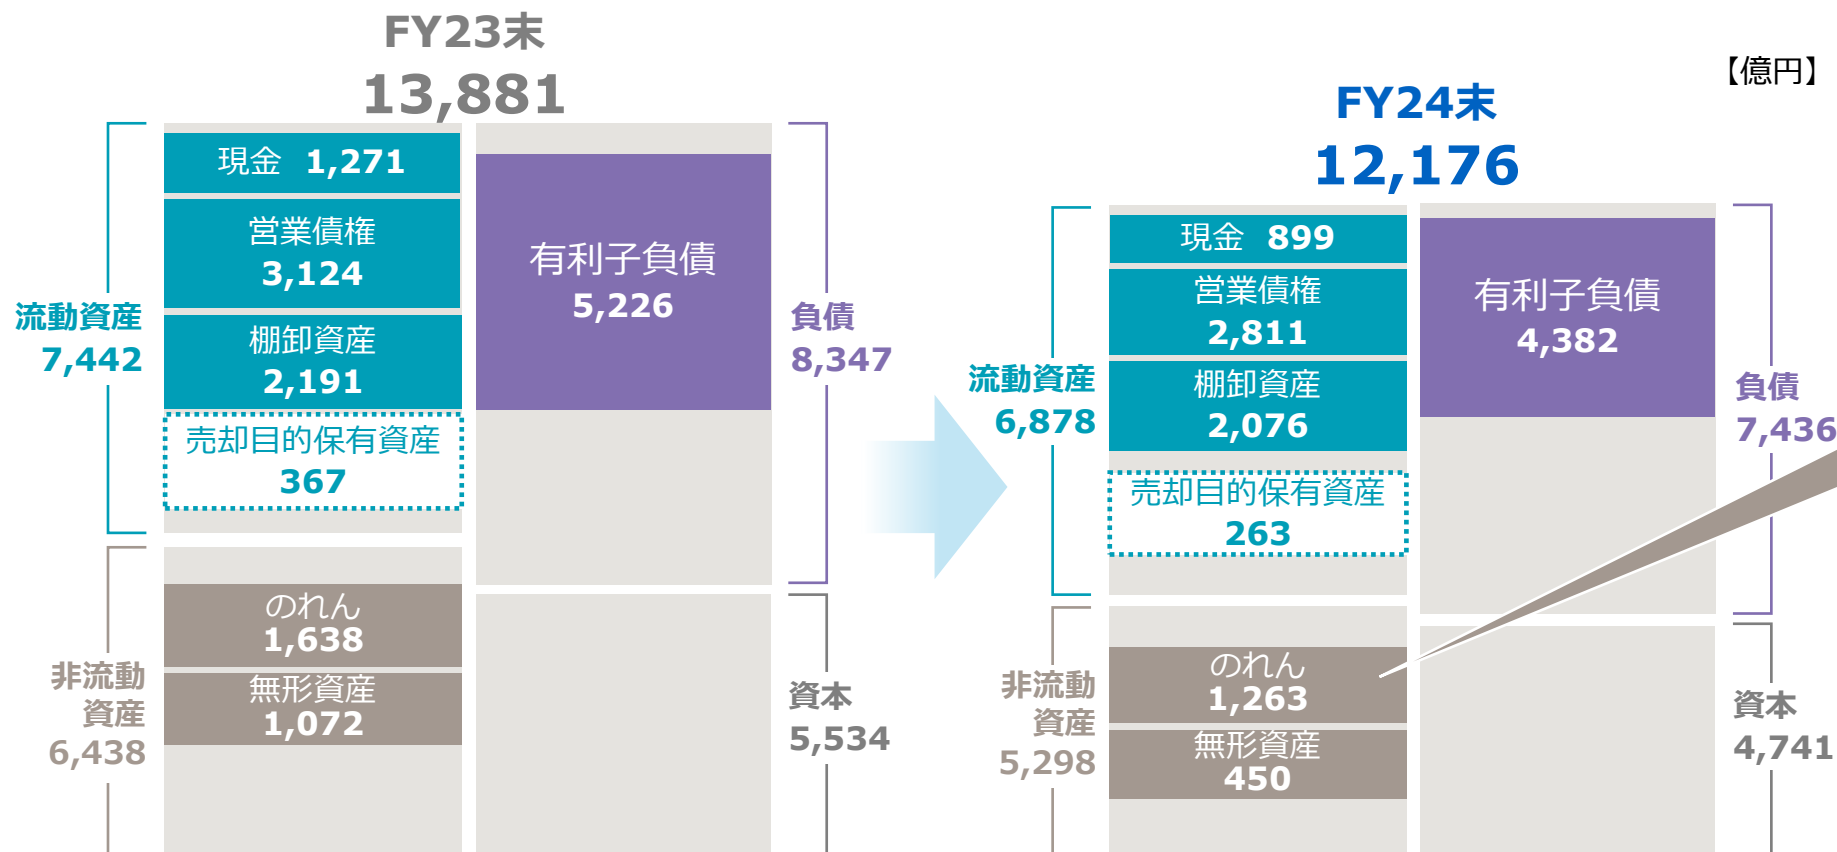 FY23末
13,881
流動資産
7,442
現金 1,271
営業債権
3,124
棚卸資産
2,191
売却目的保有資産
367
非流動
資産
6,438
のれん
1,638
無形資産
1,072
有利子負債
5,226
負債
8,347
資本
5,534
【億円】
FY24末
12,176
流動資産
6,878
現金 899
営業債権
2,811
棚卸資産
2,076
売却目的保有資産
263
非流動
資産
5,298
のれん
1,263
無形資産
450
有利子負債
4,382
負債
7,436
資本
4,741